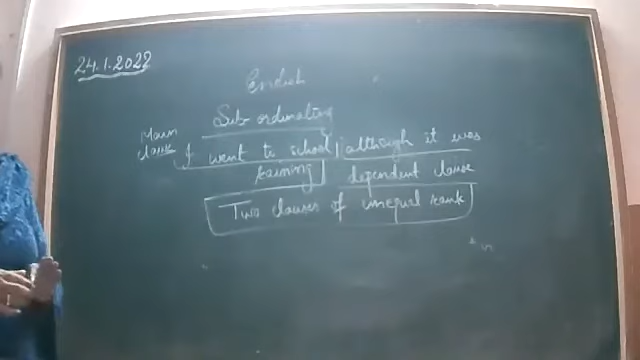 24.1.2022
English
Sub ordinating
Main clause
I went to school | although it was
raining | dependent clause
Two clauses of unequal rank